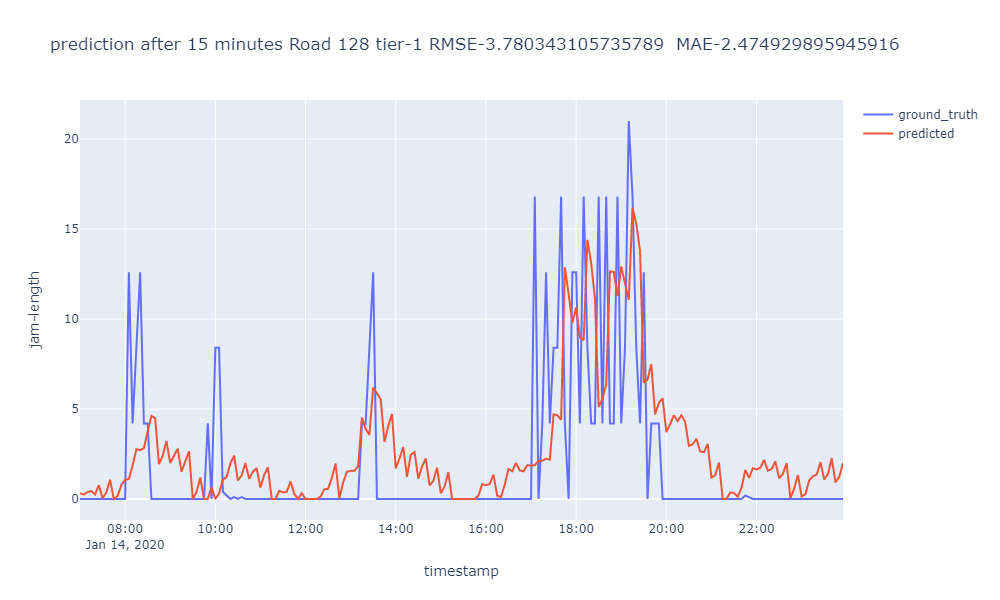 prediction after 15 minutes Road 128 tier-1 RMSE-3.780343105735789  MAE-2.474929895945916
ground_truth
predicted
20
15
10
5
0
jam-length
08:00 10:00 12:00 14:00 16:00 18:00 20:00 22:00
Jan 14, 2020
timestamp